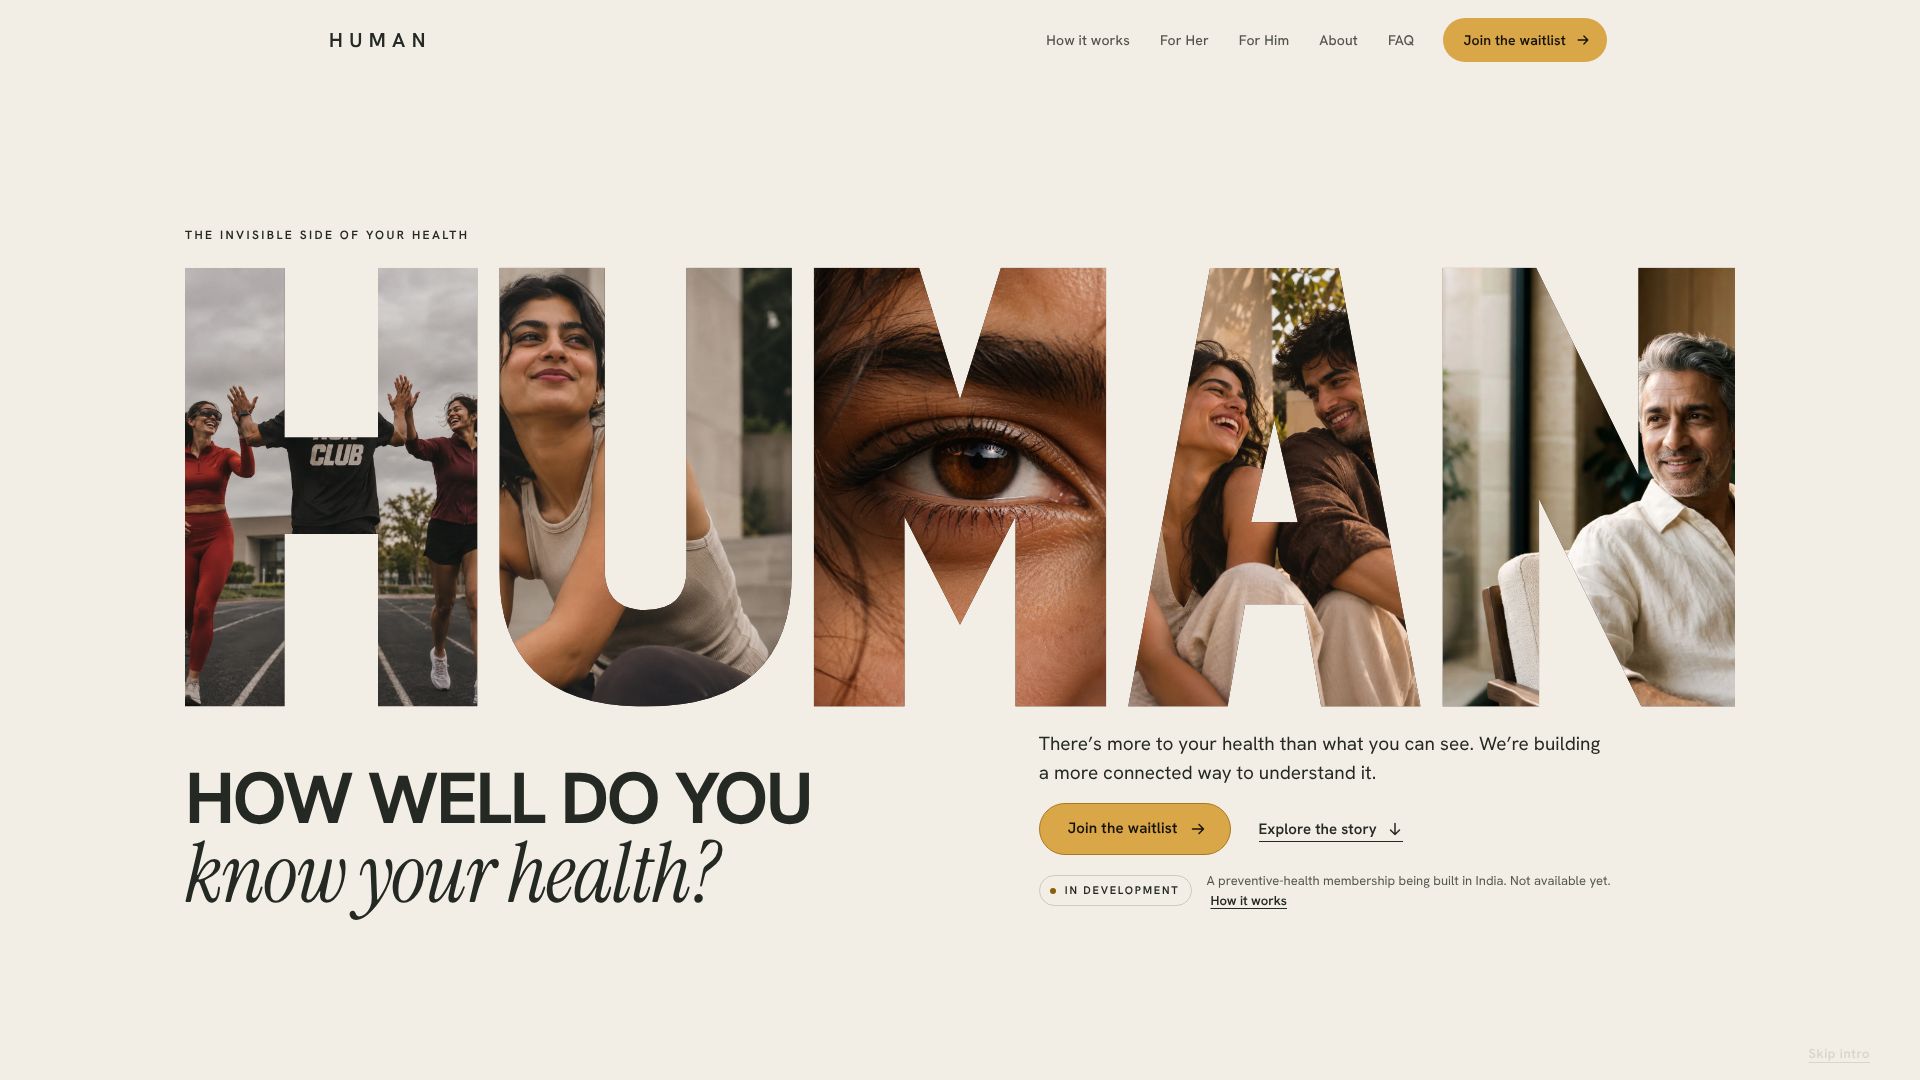 HUMAN
How it works
For Her
For Him
About
FAQ
Join the waitlist →
THE INVISIBLE SIDE OF YOUR HEALTH
HUMAN
CLUB
HOW WELL DO YOU
know your health?
There’s more to your health than what you can see. We’re building
a more connected way to understand it.
Join the waitlist →
Explore the story ↓
IN DEVELOPMENT
A preventive-health membership being built in India. Not available yet.
How it works
Skip intro